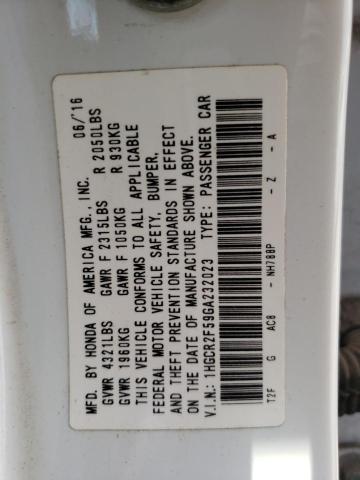 MFD. BY HONDA OF AMERICA MFG., INC. 06/'16
GVWR 4321LBS GAWR F 2315LBS R 2050LBS
GVWR 1960KG GAWR F 1050KG R 930KG
THIS VEHICLE CONFORMS TO ALL APPLICABLE
FEDERAL MOTOR VEHICLE SAFETY, BUMPER,
AND THEFT PREVENTION STANDARDS IN EFFECT
ON THE DATE OF MANUFACTURE SHOWN ABOVE.
V.I.N.: 1HGCR2F59GA232023 TYPE: PASSENGER CAR
T2F G AC8 - NH788P - Z - A